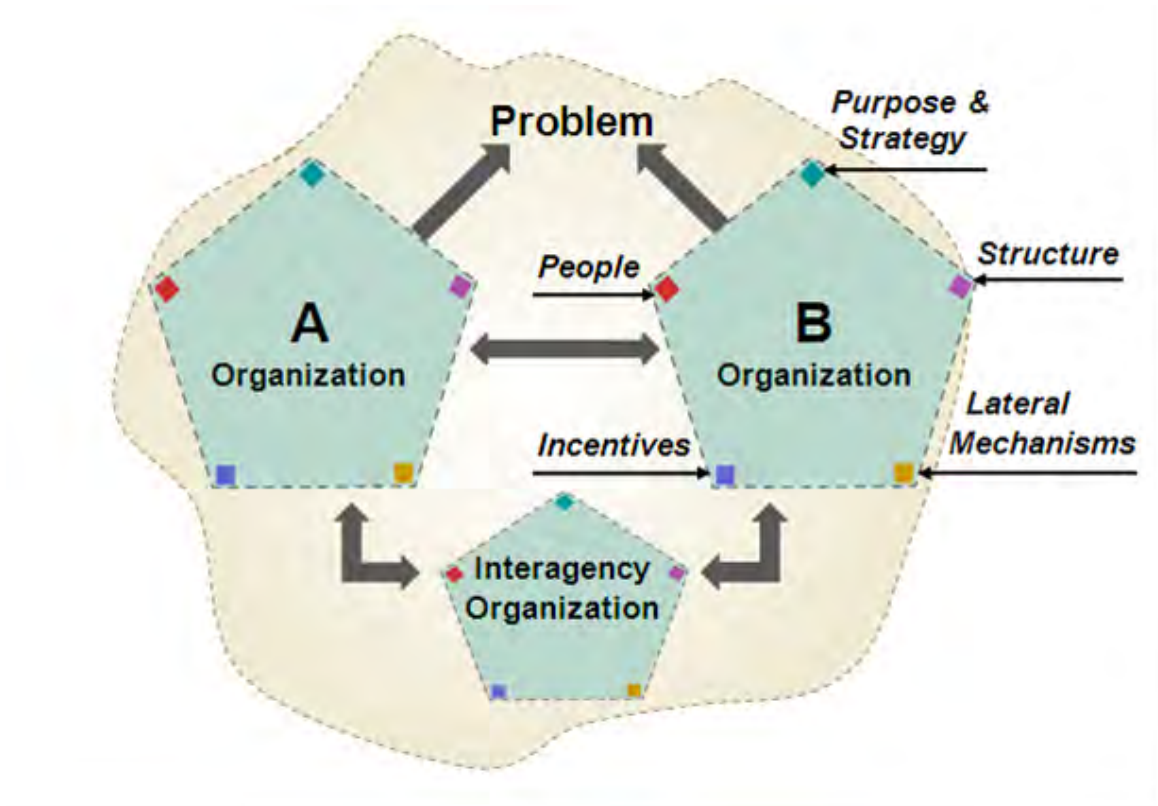 Problem
Purpose &
Strategy
People
Structure
A
Organization
B
Organization
Incentives
Lateral
Mechanisms
Interagency
Organization